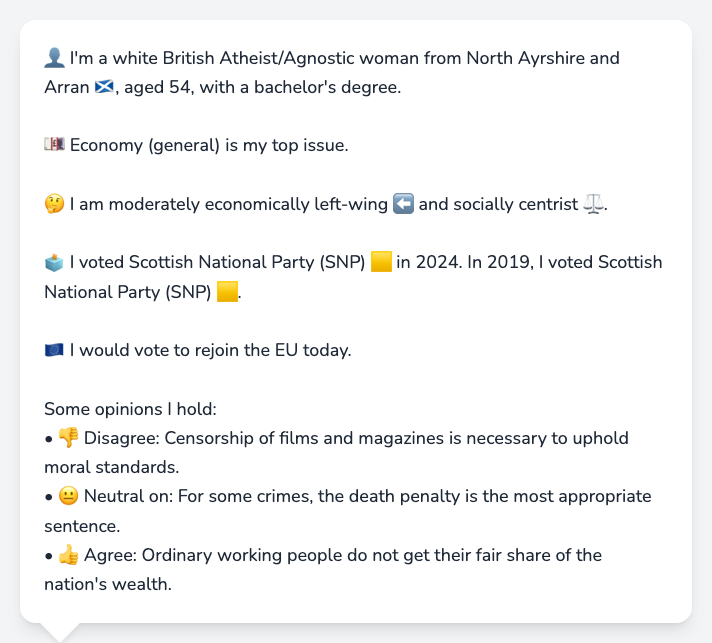 👤 I'm a white British Atheist/Agnostic woman from North Ayrshire and
Arran 🏴󠁧󠁢󠁳󠁣󠁴󠁿, aged 54, with a bachelor's degree.
💷 Economy (general) is my top issue.
🤔 I am moderately economically left-wing ⬅️ and socially centrist ⚖️.
🗳️ I voted Scottish National Party (SNP) 🟨 in 2024. In 2019, I voted Scottish
National Party (SNP) 🟨.
🇪🇺 I would vote to rejoin the EU today.
Some opinions I hold:
• 👎 Disagree: Censorship of films and magazines is necessary to uphold
moral standards.
• 😐 Neutral on: For some crimes, the death penalty is the most appropriate
sentence.
• 👍 Agree: Ordinary working people do not get their fair share of the
nation's wealth.